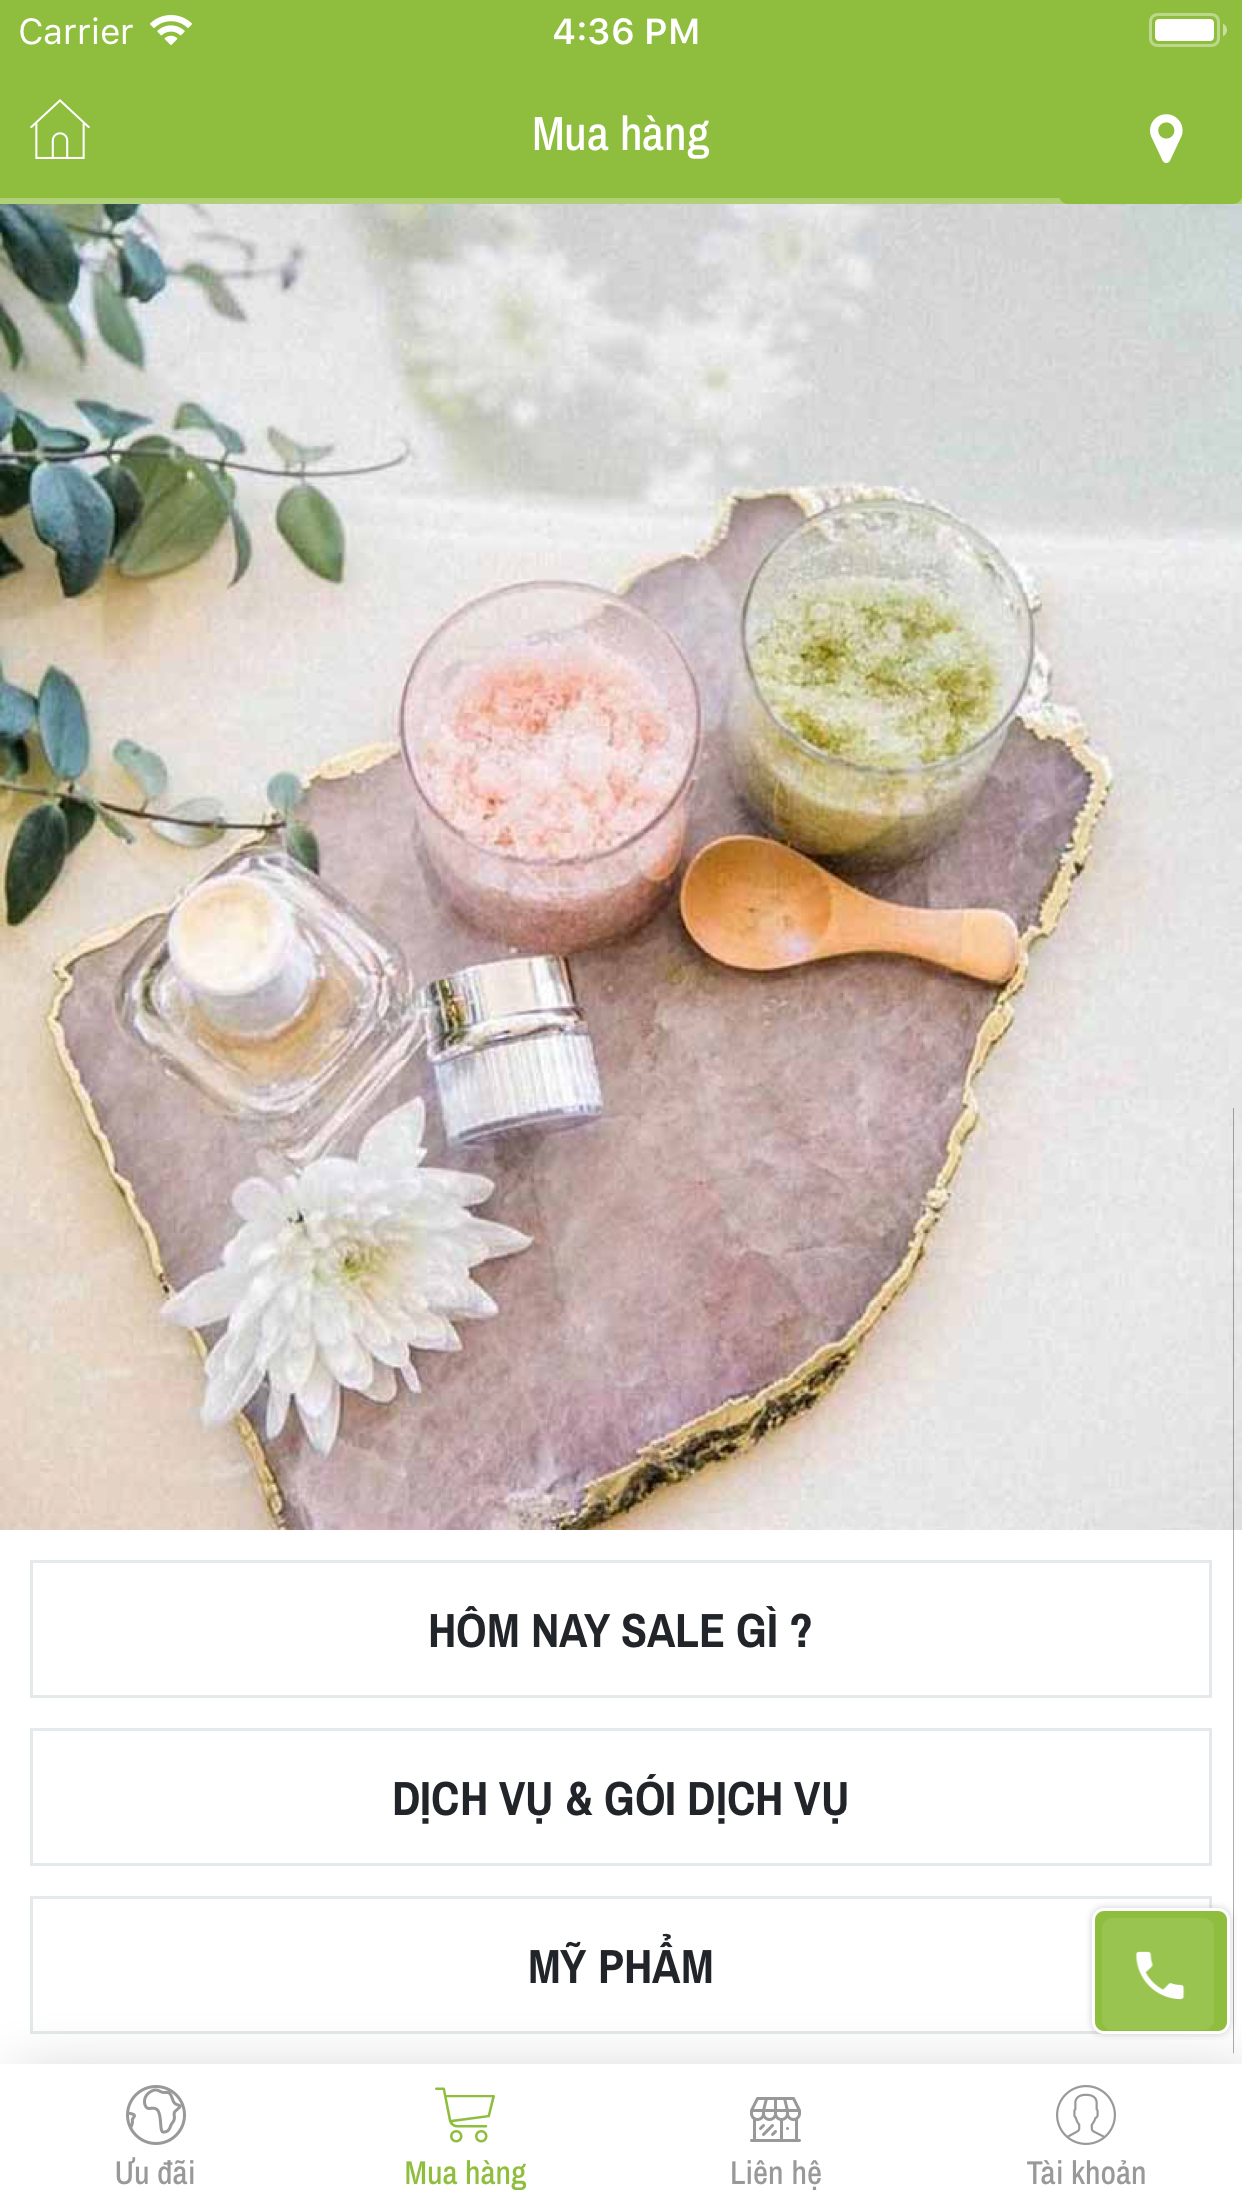 Carrier 4:36 PM
Mua hàng
HÔM NAY SALE GÌ ?
DỊCH VỤ & GÓI DỊCH VỤ
MỸ PHẨM
Ưu đãi Mua hàng Liên hệ Tài khoản